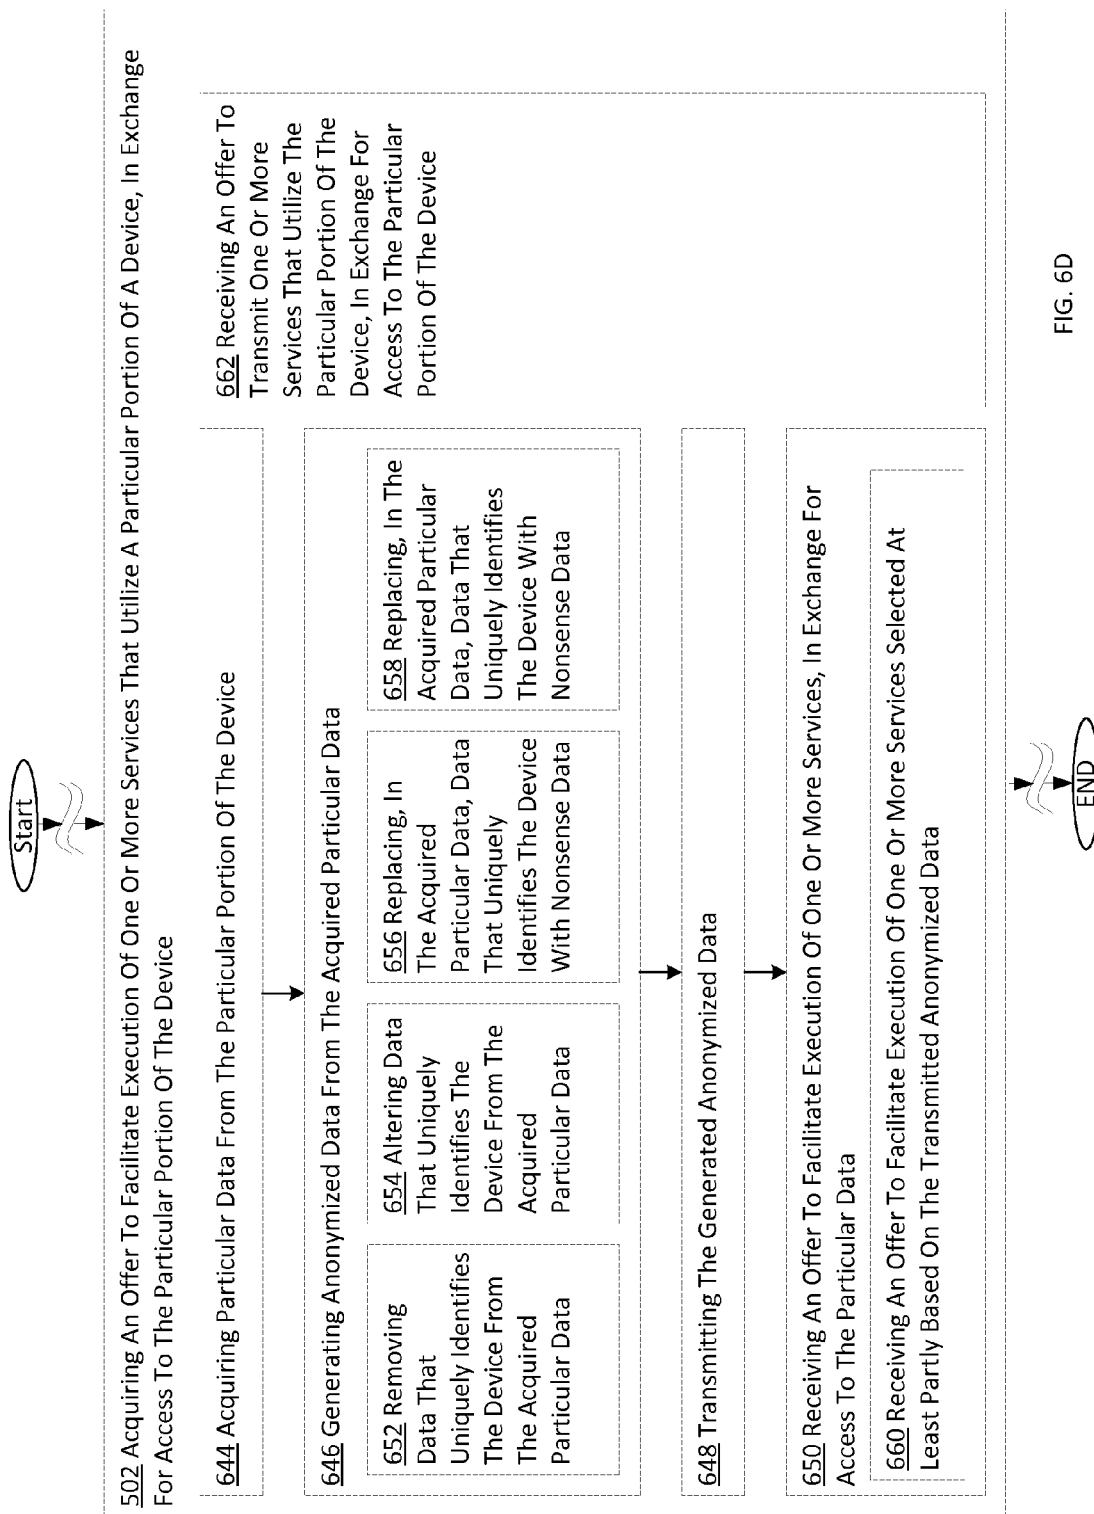 Start
502 Acquiring An Offer To Facilitate Execution Of One Or More Services That Utilize A Particular Portion Of A Device, In Exchange
For Access To The Particular Portion Of The Device
644 Acquiring Particular Data From The Particular Portion Of The Device
646 Generating Anonymized Data From The Acquired Particular Data
652 Removing
Data That
Uniquely Identifies
The Device From
The Acquired
Particular Data
654 Altering Data
That Uniquely
Identifies The
Device From The
Acquired
Particular Data
656 Replacing, In
The Acquired
Particular Data, Data
That Uniquely
Identifies The Device
With Nonsense Data
658 Replacing, In The
Acquired Particular
Data, Data That
Uniquely Identifies
The Device With
Nonsense Data
648 Transmitting The Generated Anonymized Data
650 Receiving An Offer To Facilitate Execution Of One Or More Services, In Exchange For
Access To The Particular Data
660 Receiving An Offer To Facilitate Execution Of One Or More Services Selected At
Least Partly Based On The Transmitted Anonymized Data
662 Receiving An Offer To
Transmit One Or More
Services That Utilize The
Particular Portion Of The
Device, In Exchange For
Access To The Particular
Portion Of The Device
END
FIG. 6D